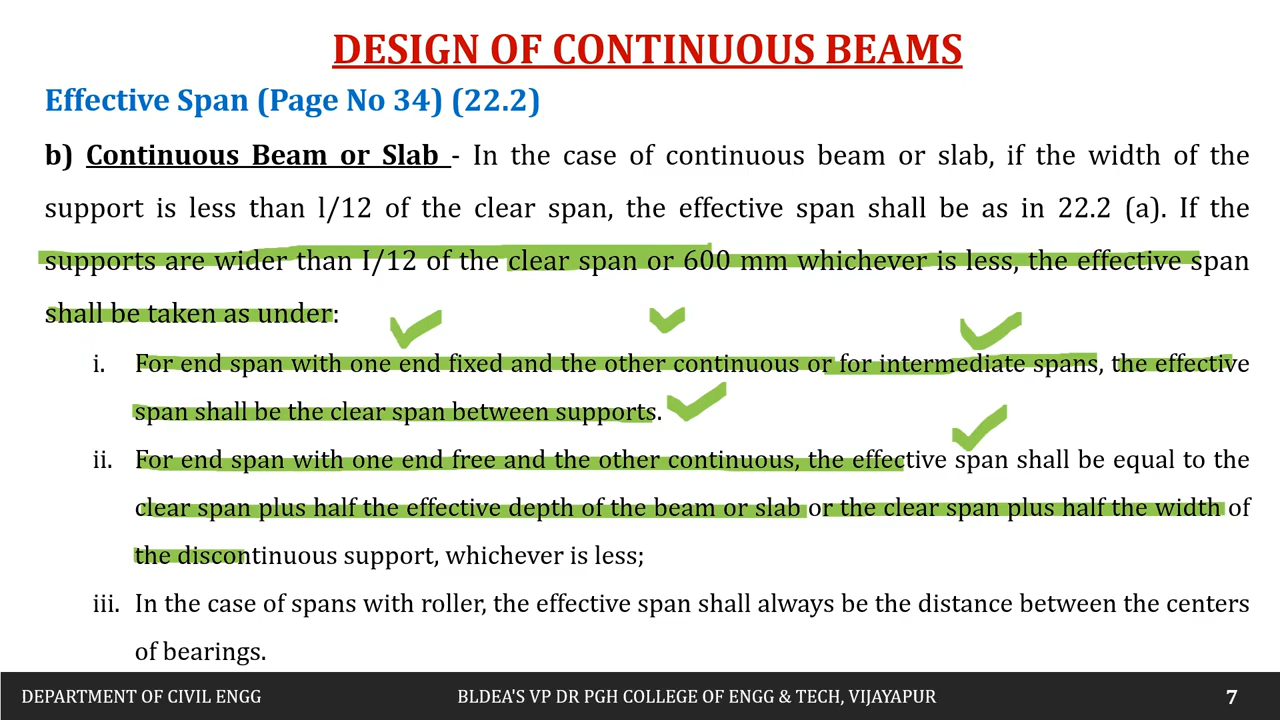 DESIGN OF CONTINUOUS BEAMS
Effective Span (Page No 34) (22.2)
b) Continuous Beam or Slab - In the case of continuous beam or slab, if the width of the
support is less than l/12 of the clear span, the effective span shall be as in 22.2 (a). If the
supports are wider than I/12 of the clear span or 600 mm whichever is less, the effective span
shall be taken as under:
i. For end span with one end fixed and the other continuous or for intermediate spans, the effective
span shall be the clear span between supports.
ii. For end span with one end free and the other continuous, the effective span shall be equal to the
clear span plus half the effective depth of the beam or slab or the clear span plus half the width of
the discontinuous support, whichever is less;
iii. In the case of spans with roller, the effective span shall always be the distance between the centers
of bearings.
DEPARTMENT OF CIVIL ENGG BLDEA'S VP DR PGH COLLEGE OF ENGG & TECH, VIJAYAPUR 7